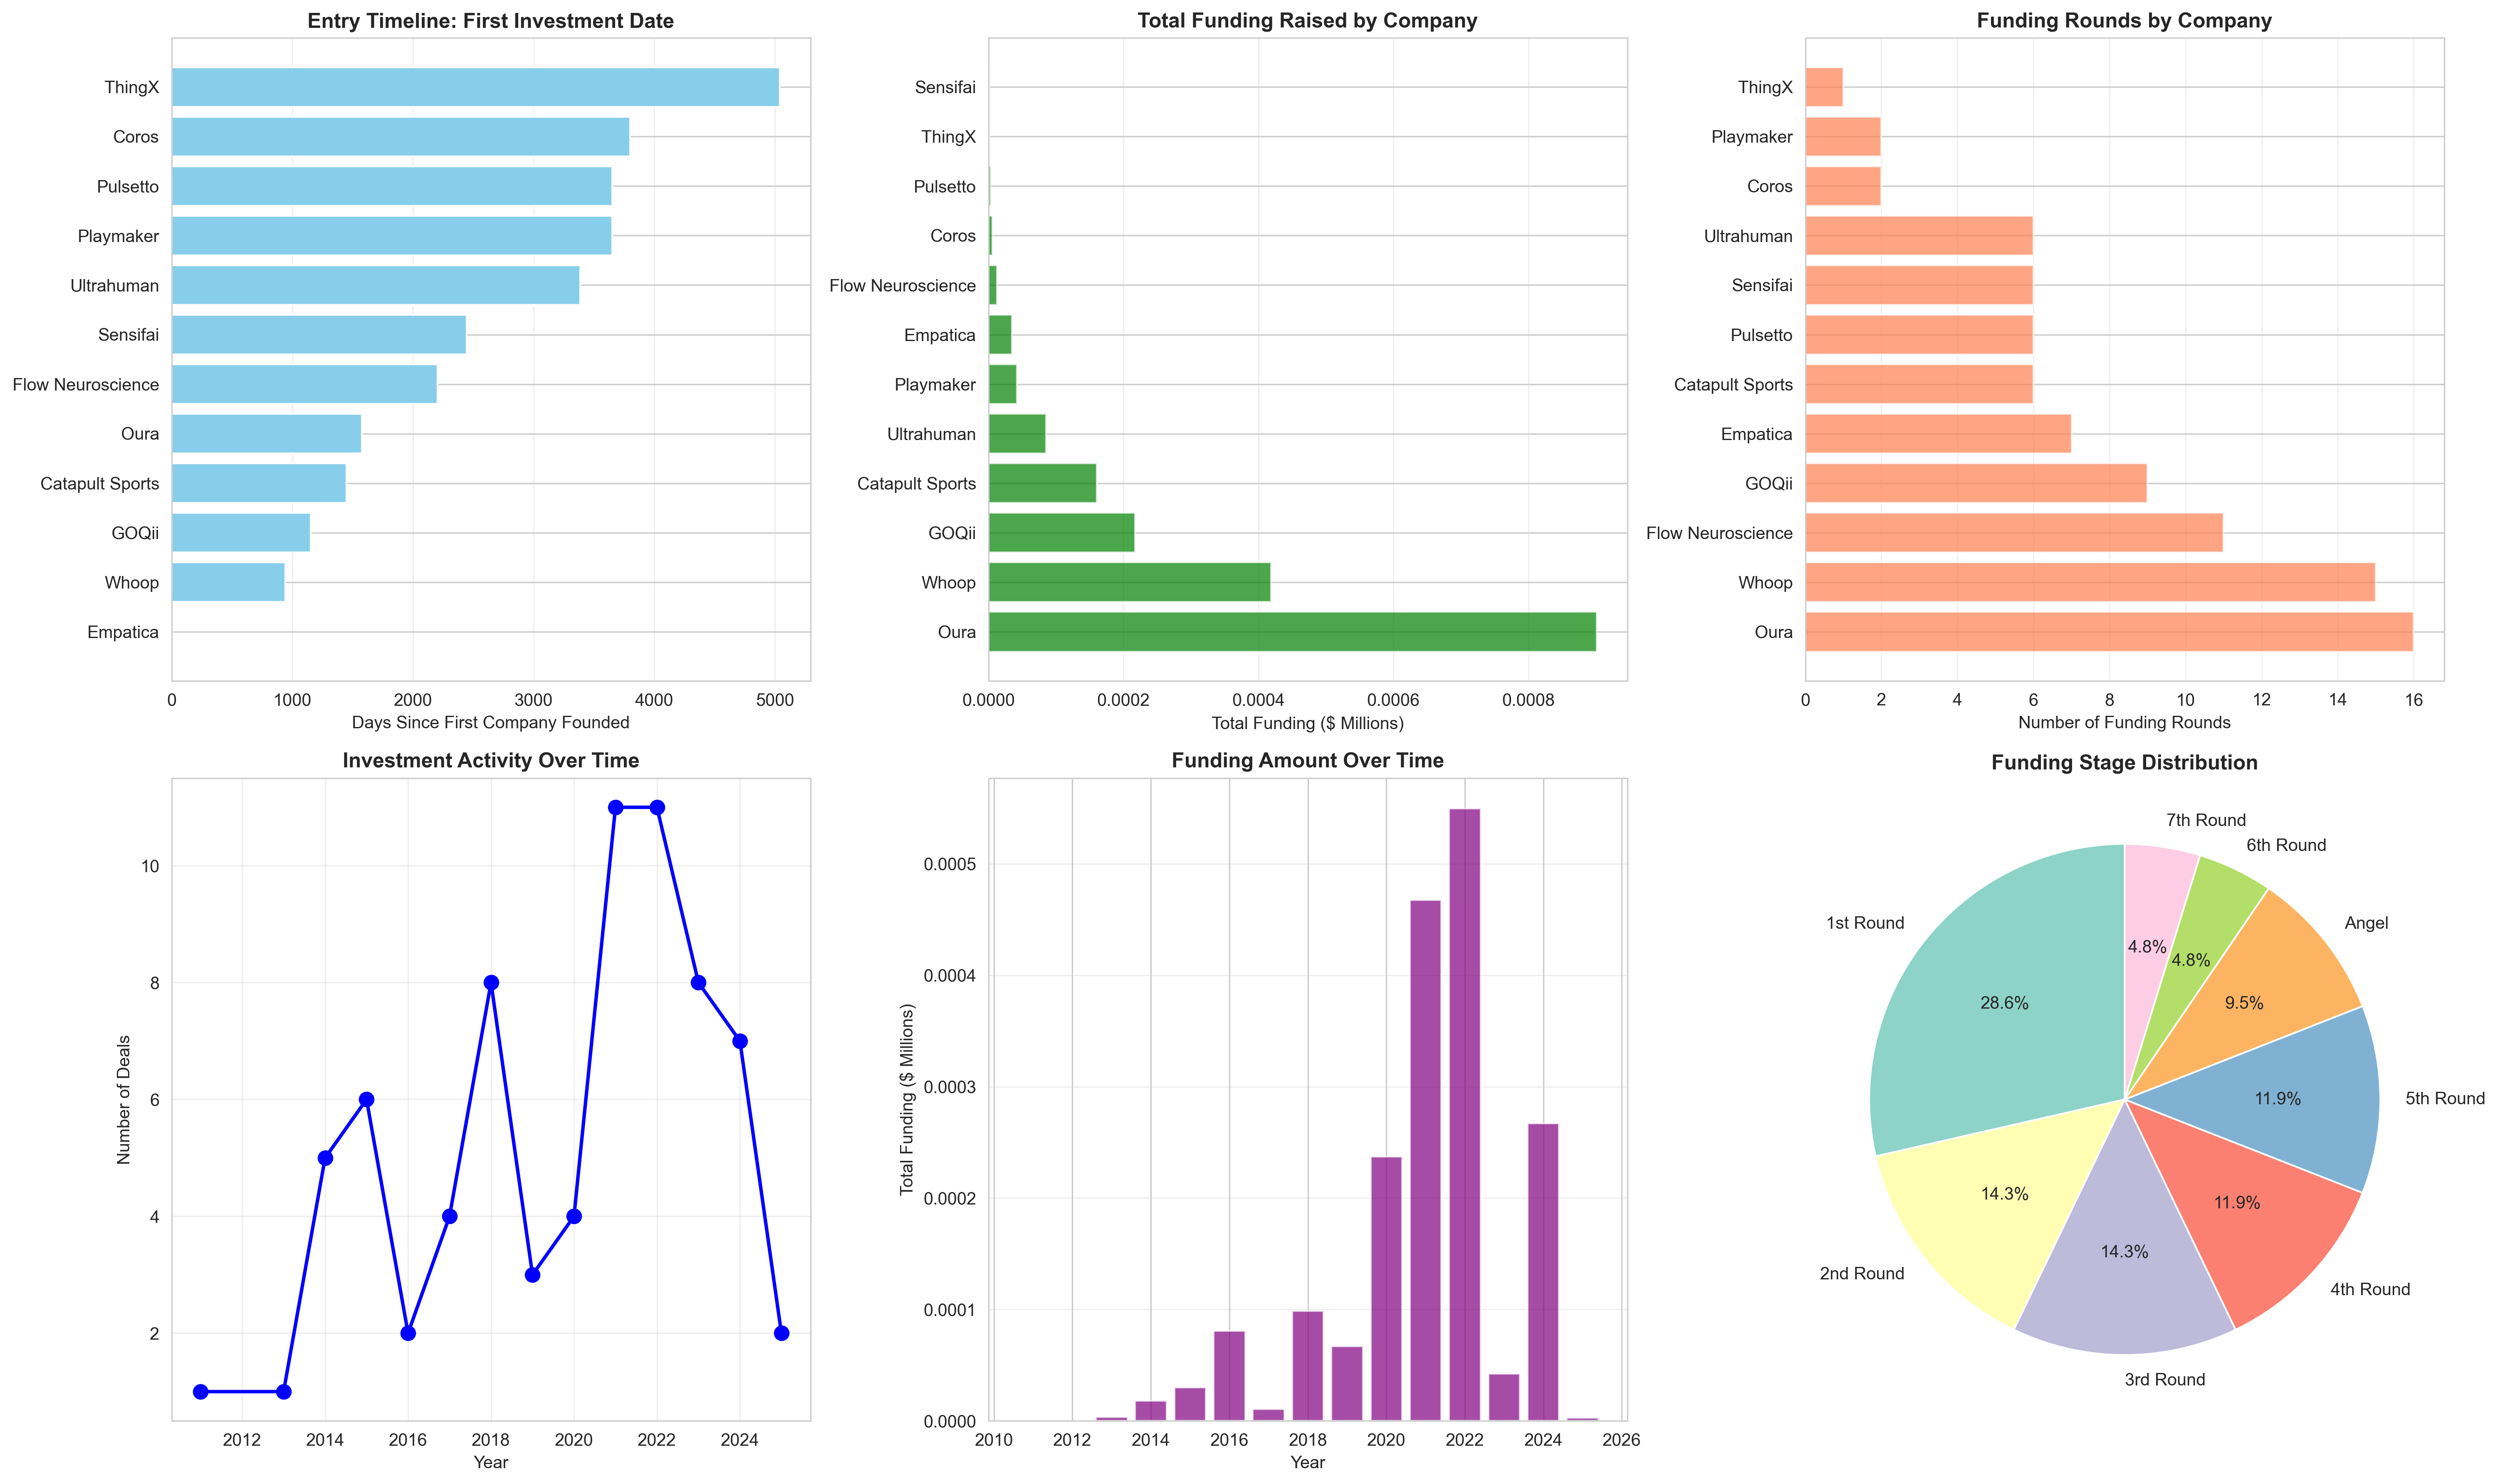 Entry Timeline: First Investment Date
ThingX
Coros
Pulsetto
Playmaker
Ultrahuman
Sensifai
Flow Neuroscience
Oura
Catapult Sports
GOQii
Whoop
Empatica
0 1000 2000 3000 4000 5000
Days Since First Company Founded
Total Funding Raised by Company
Sensifai
ThingX
Pulsetto
Coros
Flow Neuroscience
Empatica
Playmaker
Ultrahuman
Catapult Sports
GOQii
Whoop
Oura
0.0000 0.0002 0.0004 0.0006 0.0008
Total Funding ($ Millions)
Funding Rounds by Company
ThingX
Playmaker
Coros
Ultrahuman
Sensifai
Pulsetto
Catapult Sports
Empatica
GOQii
Flow Neuroscience
Whoop
Oura
0 2 4 6 8 10 12 14 16
Number of Funding Rounds
Investment Activity Over Time
Number of Deals
10
8
6
4
2
2012 2014 2016 2018 2020 2022 2024
Year
Funding Amount Over Time
Total Funding ($ Millions)
0.0005
0.0004
0.0003
0.0002
0.0001
0.0000
2010 2012 2014 2016 2018 2020 2022 2024 2026
Year
Funding Stage Distribution
7th Round
6th Round
1st Round
Angel
4.8%
4.8%
28.6%
9.5%
11.9%
5th Round
14.3%
11.9%
14.3%
2nd Round
4th Round
3rd Round